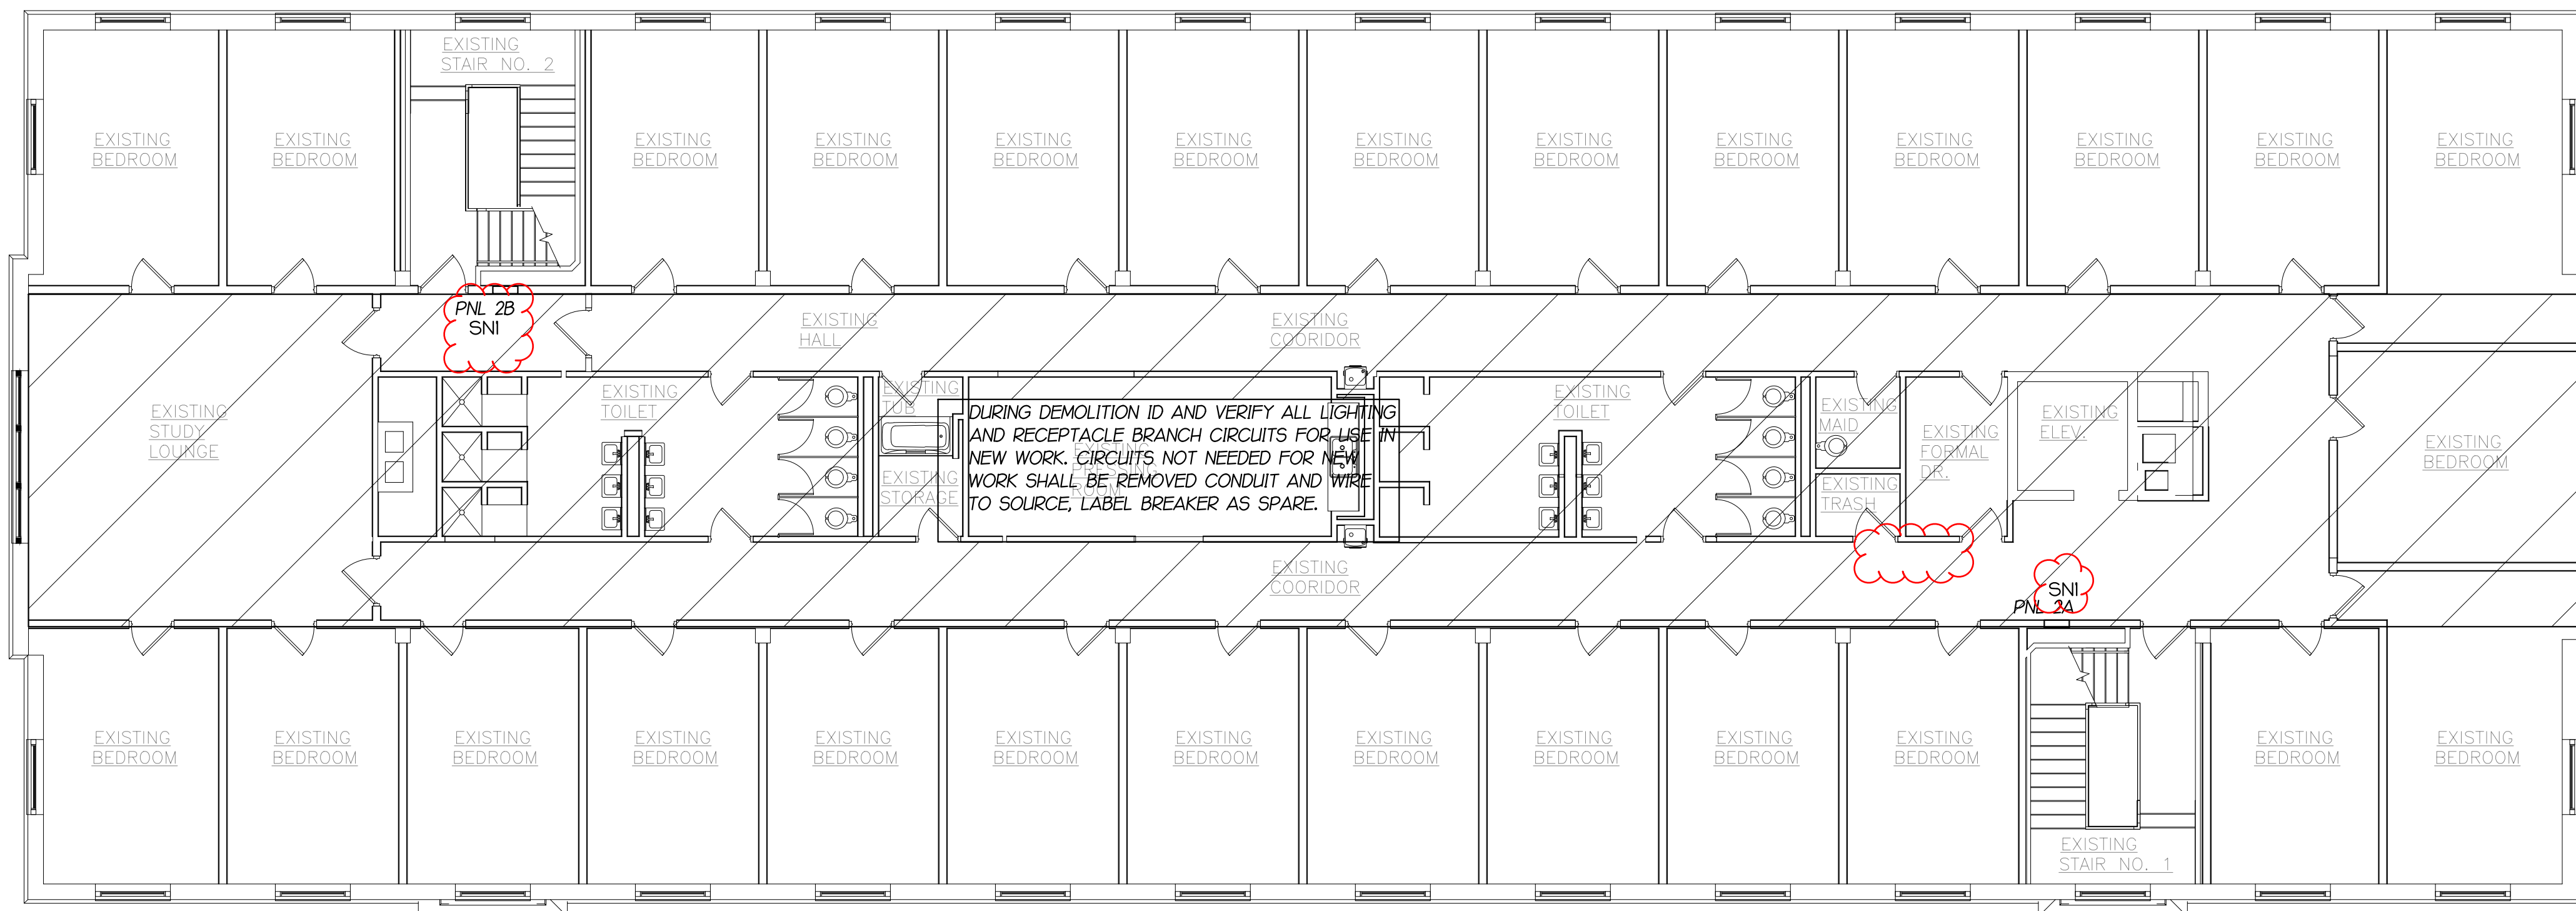 EXISTING
STAIR NO. 2
EXISTING
BEDROOM
EXISTING
BEDROOM
EXISTING
BEDROOM
EXISTING
BEDROOM
EXISTING
BEDROOM
EXISTING
BEDROOM
EXISTING
BEDROOM
EXISTING
BEDROOM
EXISTING
BEDROOM
EXISTING
BEDROOM
EXISTING
BEDROOM
EXISTING
BEDROOM
EXISTING
BEDROOM
PNL 2B
SN1
EXISTING
HALL
EXISTING
COORIDOR
EXISTING
STUDY
LOUNGE
EXISTING
TOILET
EXISTING
TUB
EXISTING
STORAGE
DURING DEMOLITION ID AND VERIFY ALL LIGHTING
AND RECEPTACLE BRANCH CIRCUITS FOR USE IN
NEW WORK. CIRCUITS NOT NEEDED FOR NEW
WORK SHALL BE REMOVED CONDUIT AND WIRE
TO SOURCE, LABEL BREAKER AS SPARE.
EXISTING
PRESSING
ROOM
EXISTING
TOILET
EXISTING
MAID
EXISTING
TRASH
EXISTING
FORMAL
DR.
EXISTING
ELEV.
EXISTING
BEDROOM
EXISTING
COORIDOR
SN1
PNL 2A
EXISTING
BEDROOM
EXISTING
BEDROOM
EXISTING
BEDROOM
EXISTING
BEDROOM
EXISTING
BEDROOM
EXISTING
BEDROOM
EXISTING
BEDROOM
EXISTING
BEDROOM
EXISTING
BEDROOM
EXISTING
BEDROOM
EXISTING
BEDROOM
EXISTING
BEDROOM
EXISTING
BEDROOM
EXISTING
STAIR NO. 1